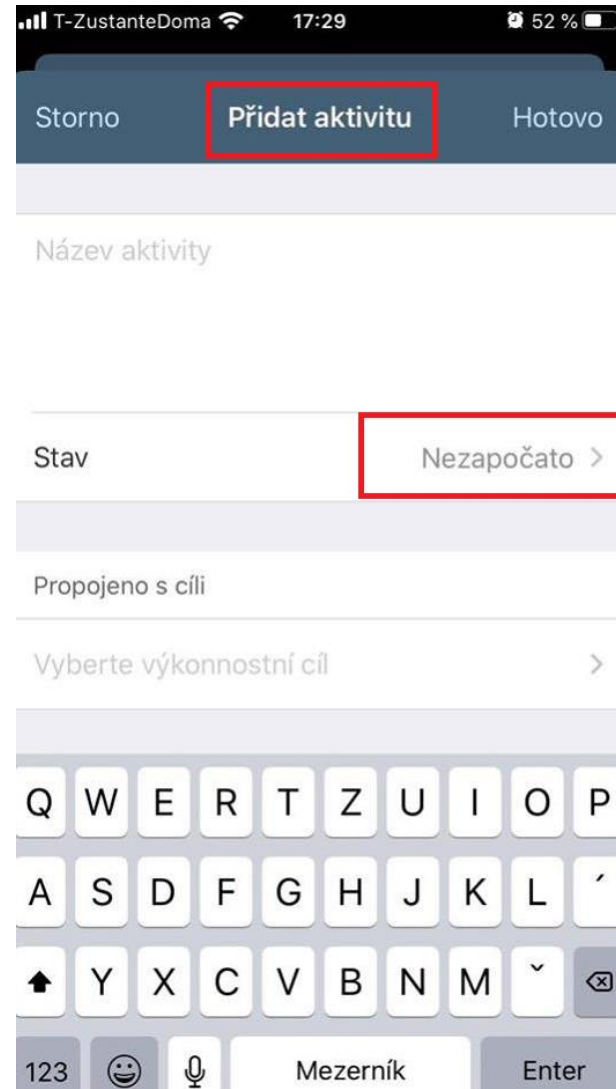 T-ZustanteDoma 17:29 52 %
Storno Přidat aktivitu Hotovo
Název aktivity
Stav Nezapočato >
Propojeno s cíli
Vyberte výkonnostní cíl >
Q W E R T Z U I O P
A S D F G H J K L ´
Y X C V B N M ˇ
123 Mezerník Enter